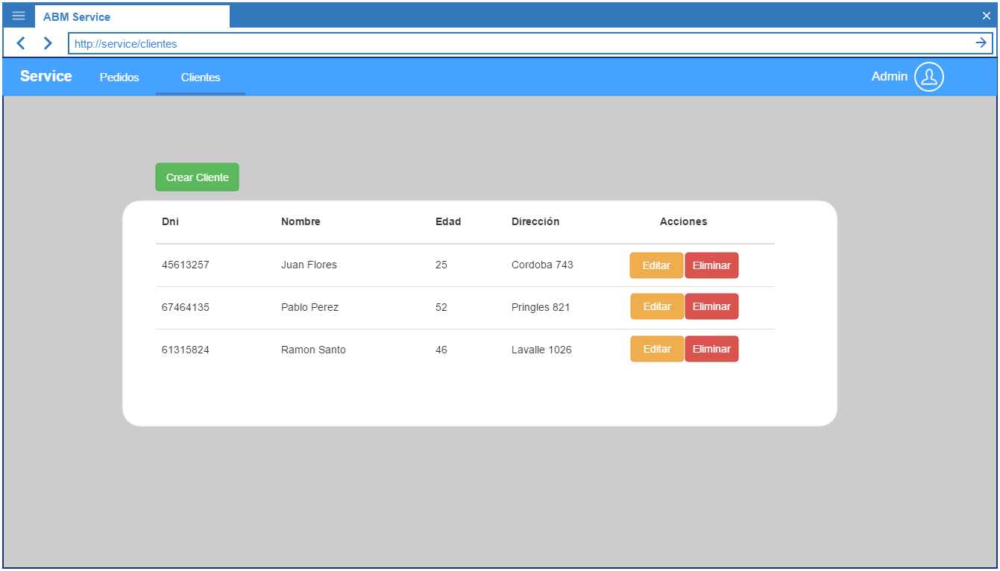 ABM Service
http://service/clientes
Service Pedidos Clientes Admin
Crear Cliente
Dni Nombre Edad Dirección Acciones
45613257 Juan Flores 25 Cordoba 743 Editar Eliminar
67464135 Pablo Perez 52 Pringles 821 Editar Eliminar
61315824 Ramon Santo 46 Lavalle 1026 Editar Eliminar